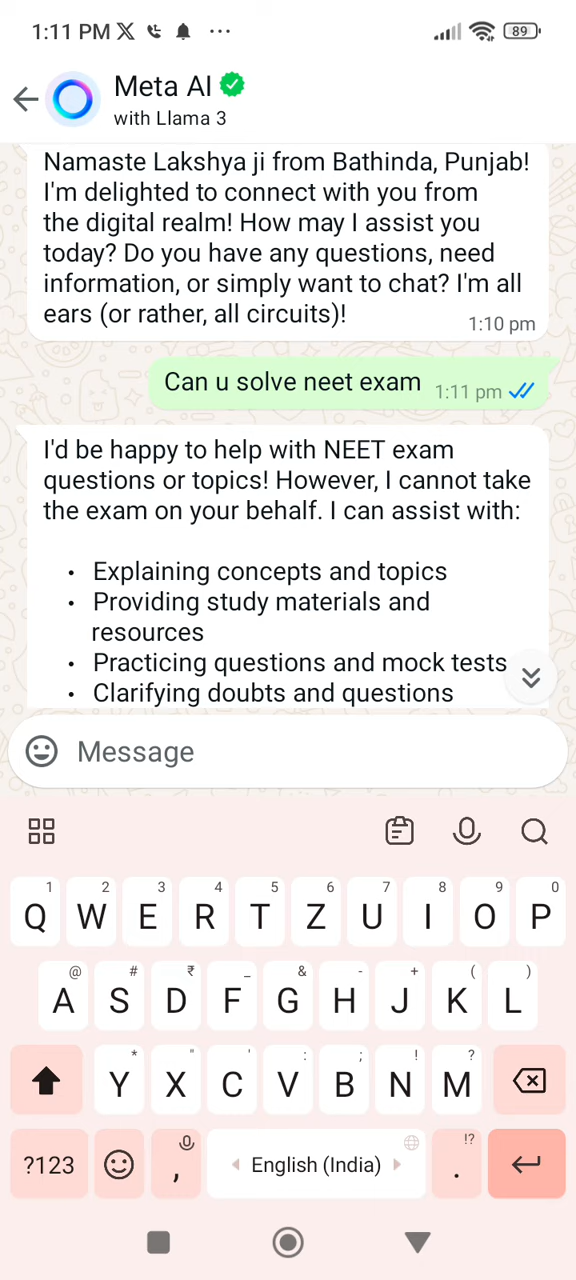 1:11 PM X ...
89
Meta AI
with Llama 3
Namaste Lakshya ji from Bathinda, Punjab!
I'm delighted to connect with you from
the digital realm! How may I assist you
today? Do you have any questions, need
information, or simply want to chat? I'm all
ears (or rather, all circuits)!
1:10 pm
Can u solve neet exam 1:11 pm
I'd be happy to help with NEET exam
questions or topics! However, I cannot take
the exam on your behalf. I can assist with:
• Explaining concepts and topics
• Providing study materials and
resources
• Practicing questions and mock tests
• Clarifying doubts and questions
Message
1 2 3 4 5 6 7 8 9 0
Q W E R T Z U I O P
@ # ₹ _ & - + ( )
A S D F G H J K L
* " ' : ; ! ?
Y X C V B N M
!?
?123 , English (India) .